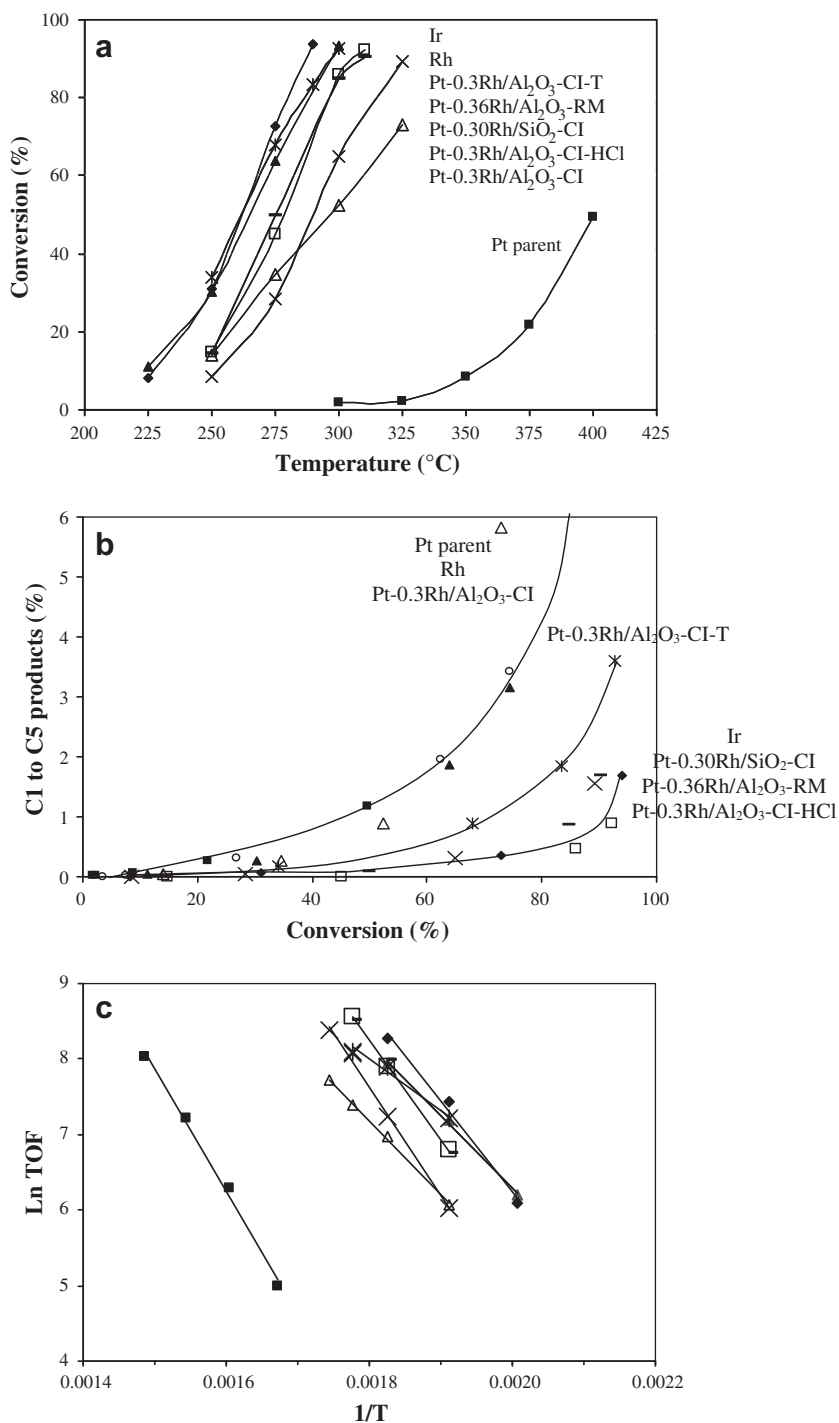 a
100
80
60
40
20
0
Conversion (%)
200 225 250 275 300 325 350 375 400 425
Temperature (°C)
Ir
Rh
Pt-0.3Rh/Al₂O₃-CI-T
Pt-0.36Rh/Al₂O₃-RM
Pt-0.30Rh/SiO₂-CI
Pt-0.3Rh/Al₂O₃-CI-HCl
Pt-0.3Rh/Al₂O₃-CI
Pt parent
b
6
5
4
3
2
1
0
C1 to C5 products (%)
0 20 40 60 80 100
Conversion (%)
Pt parent
Rh
Pt-0.3Rh/Al₂O₃-CI
Pt-0.3Rh/Al₂O₃-CI-T
Ir
Pt-0.30Rh/SiO₂-CI
Pt-0.36Rh/Al₂O₃-RM
Pt-0.3Rh/Al₂O₃-CI-HCl
c
9
8
7
6
5
4
Ln TOF
0.0014 0.0016 0.0018 0.0020 0.0022
1/T